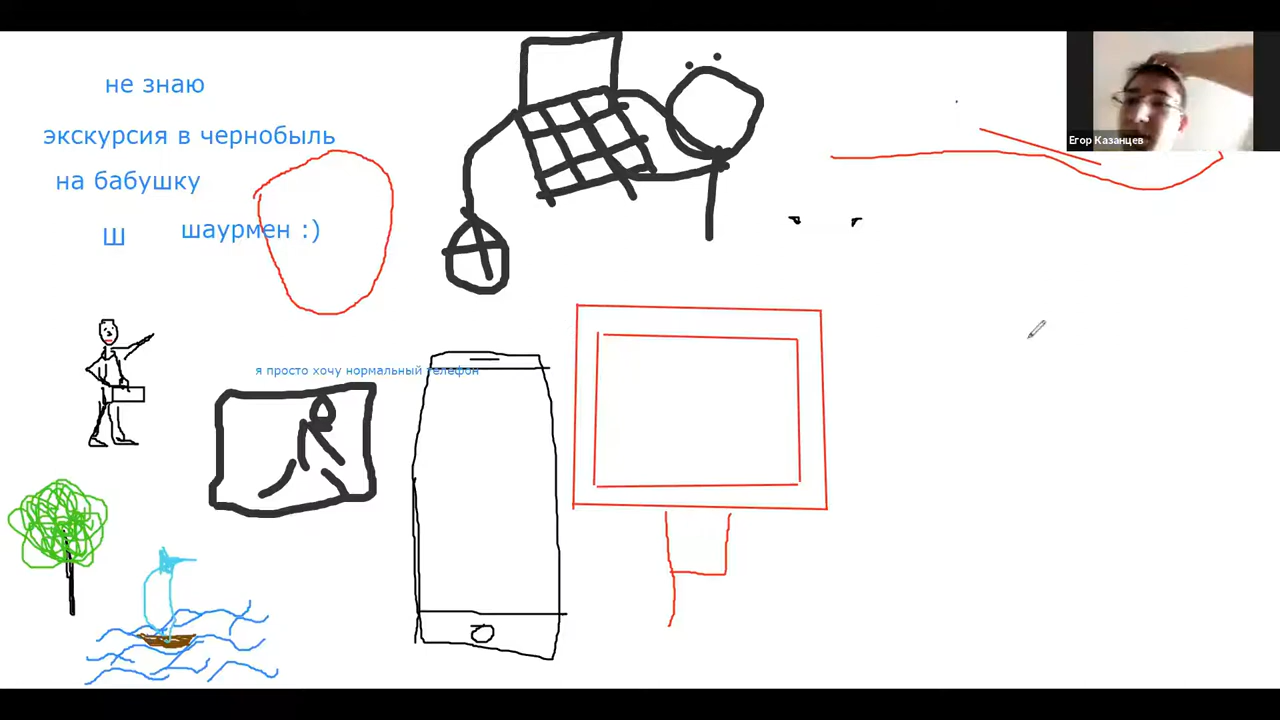 не знаю
экскурсия в чернобыль
на бабушку
Ш
шаурмен :)
Егор Казанцев
я просто хочу нормальный телефон